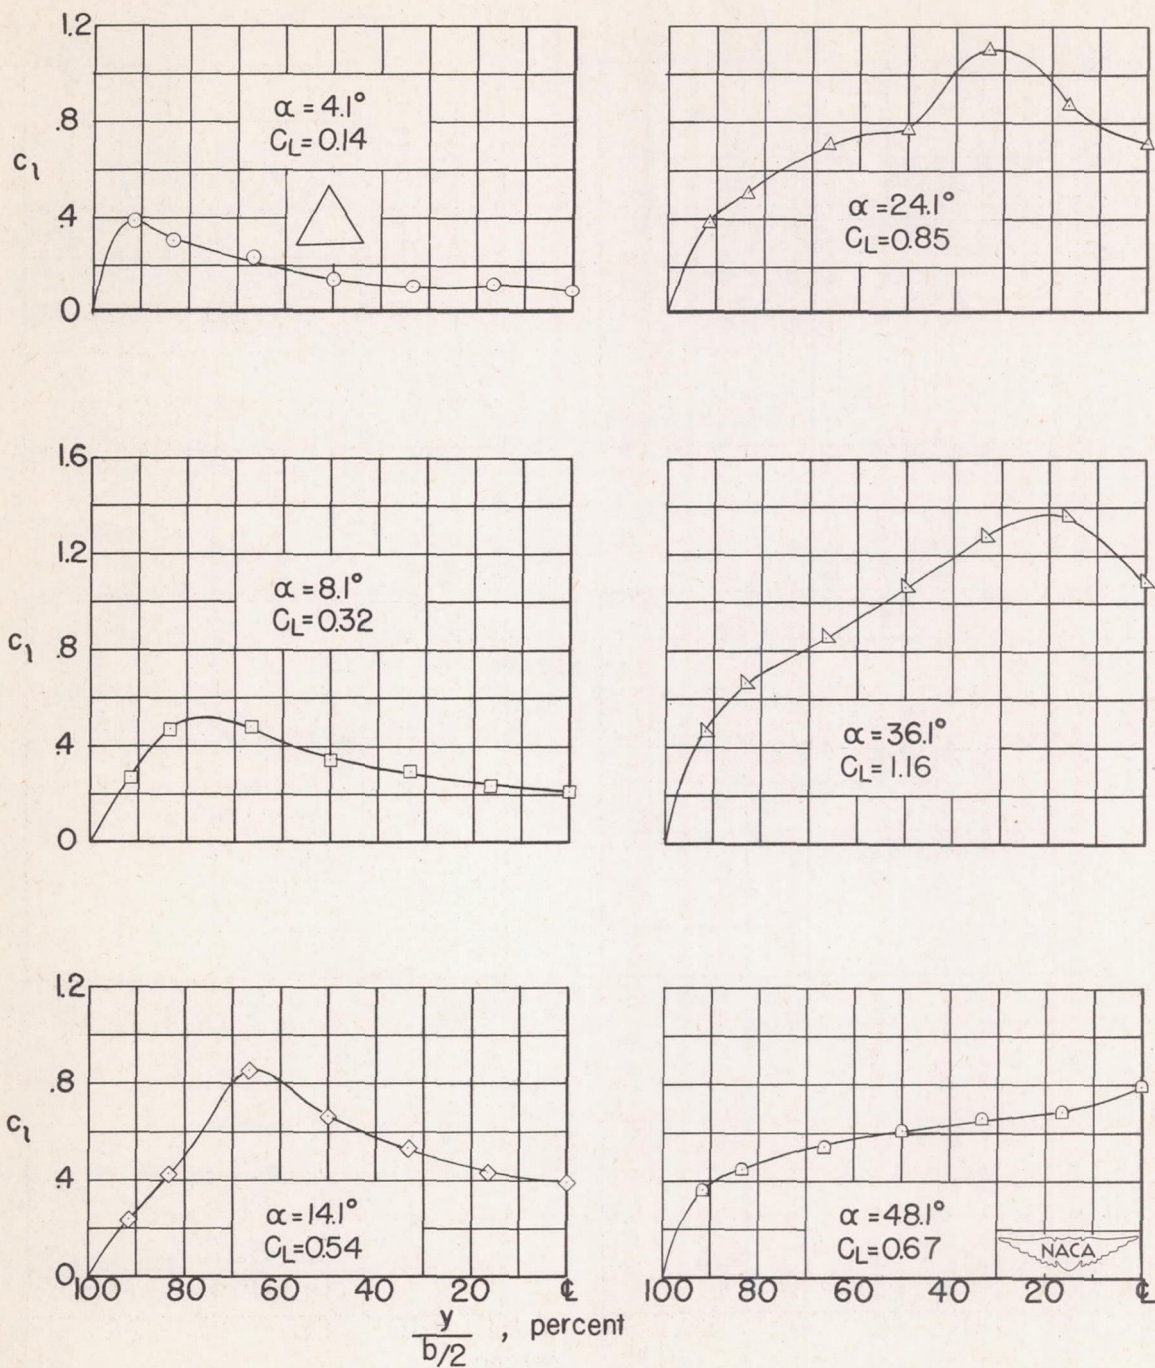 1.2
.8
c_l
.4
0
α = 4.1°
C_L=0.14
α =24.1°
C_L=0.85
1.6
1.2
.8
c_l
.4
0
α = 8.1°
C_L=0.32
α=36.1°
C_L=1.16
1.2
.8
c_l
.4
0
α=14.1°
C_L=0.54
α=48.1°
C_L=0.67
NACA
100 80 60 40 20 ℄
100 80 60 40 20 ℄
y
b/2 , percent